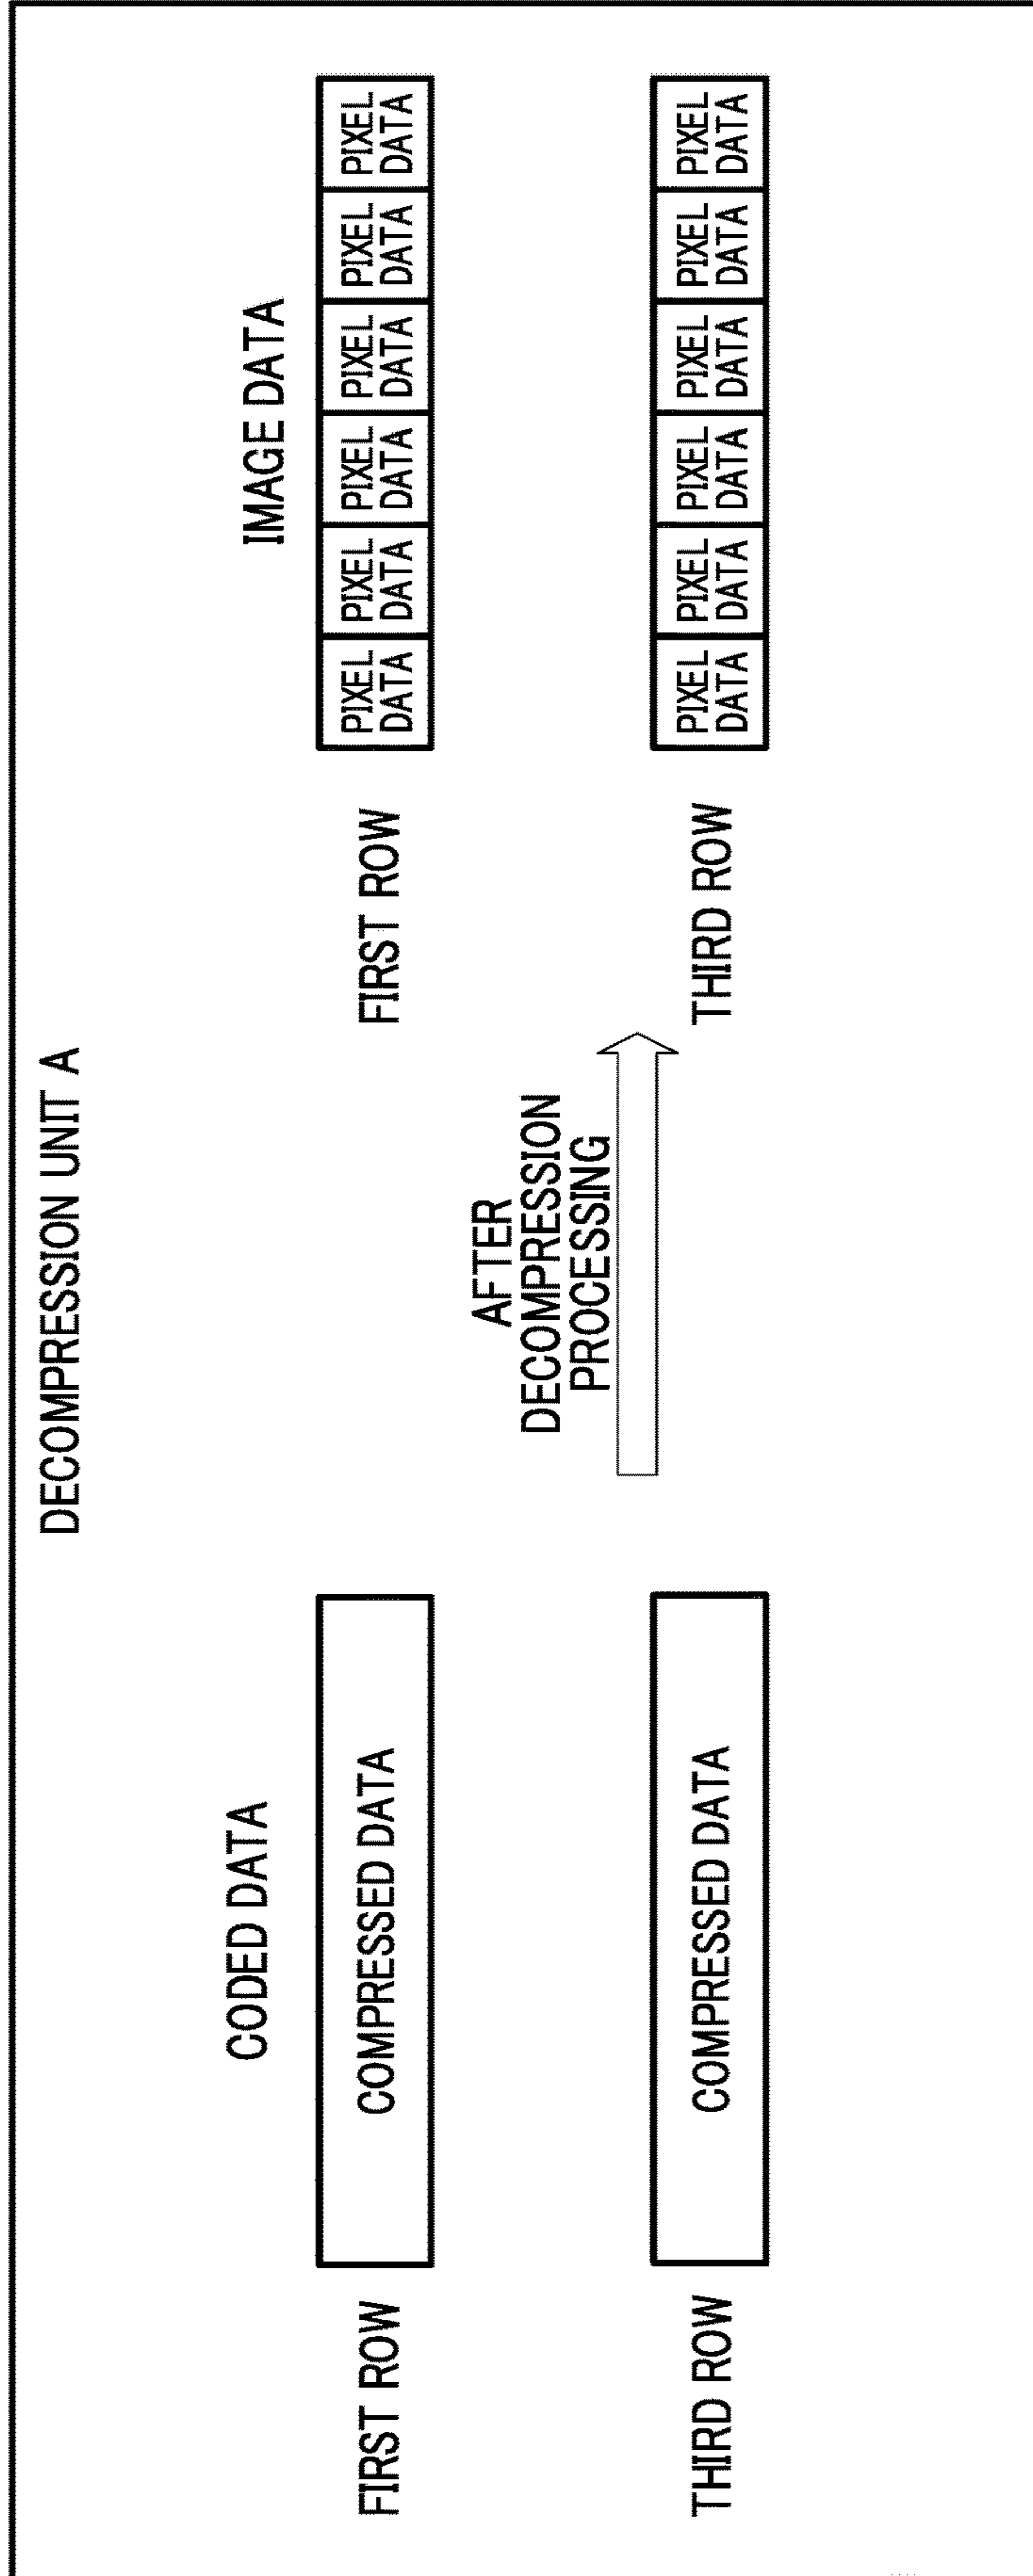 DECOMPRESSION UNIT A
CODED DATA
FIRST ROW
COMPRESSED DATA
THIRD ROW
COMPRESSED DATA
AFTER
DECOMPRESSION
PROCESSING
IMAGE DATA
FIRST ROW
PIXEL
DATA
PIXEL
DATA
PIXEL
DATA
PIXEL
DATA
PIXEL
DATA
PIXEL
DATA
THIRD ROW
PIXEL
DATA
PIXEL
DATA
PIXEL
DATA
PIXEL
DATA
PIXEL
DATA
PIXEL
DATA